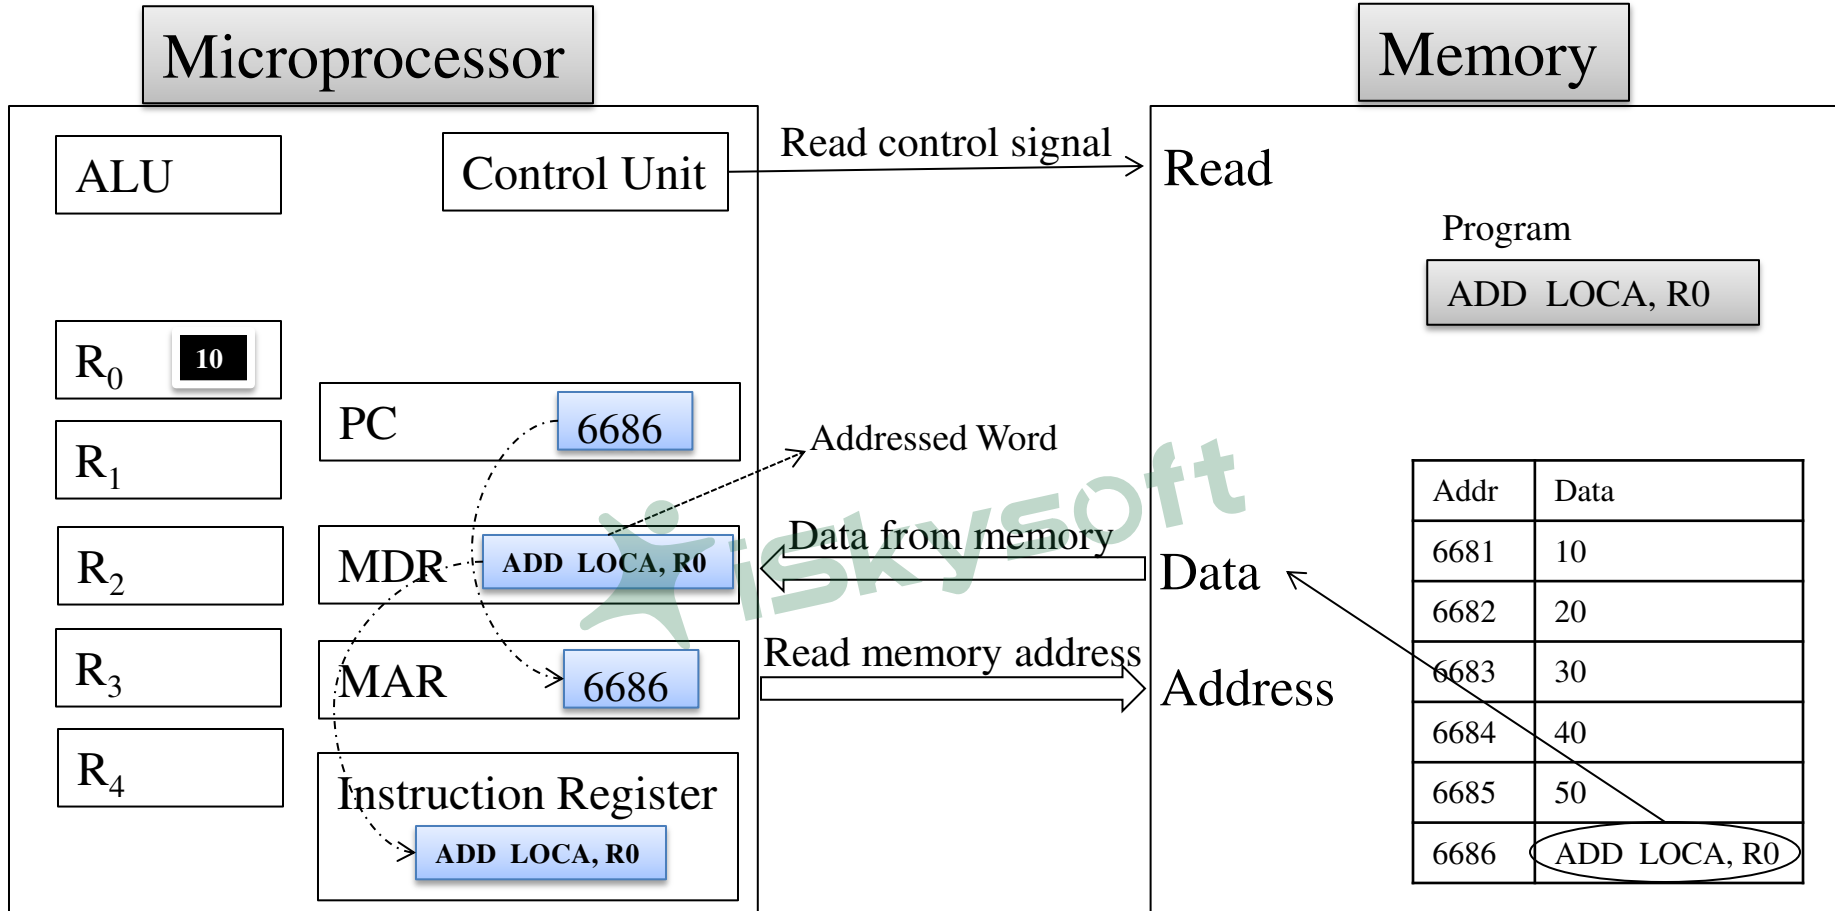 Microprocessor
Memory
ALU
Control Unit
Read control signal
Read
Program
ADD LOCA, R0
R0
10
PC
6686
R1
Addressed Word
iSkysoft
R2
MDR
ADD LOCA, R0
Data from memory
Data
R3
MAR
6686
Read memory address
Address
R4
Instruction Register
ADD LOCA, R0
Addr Data
6681 10
6682 20
6683 30
6684 40
6685 50
6686 ADD LOCA, R0